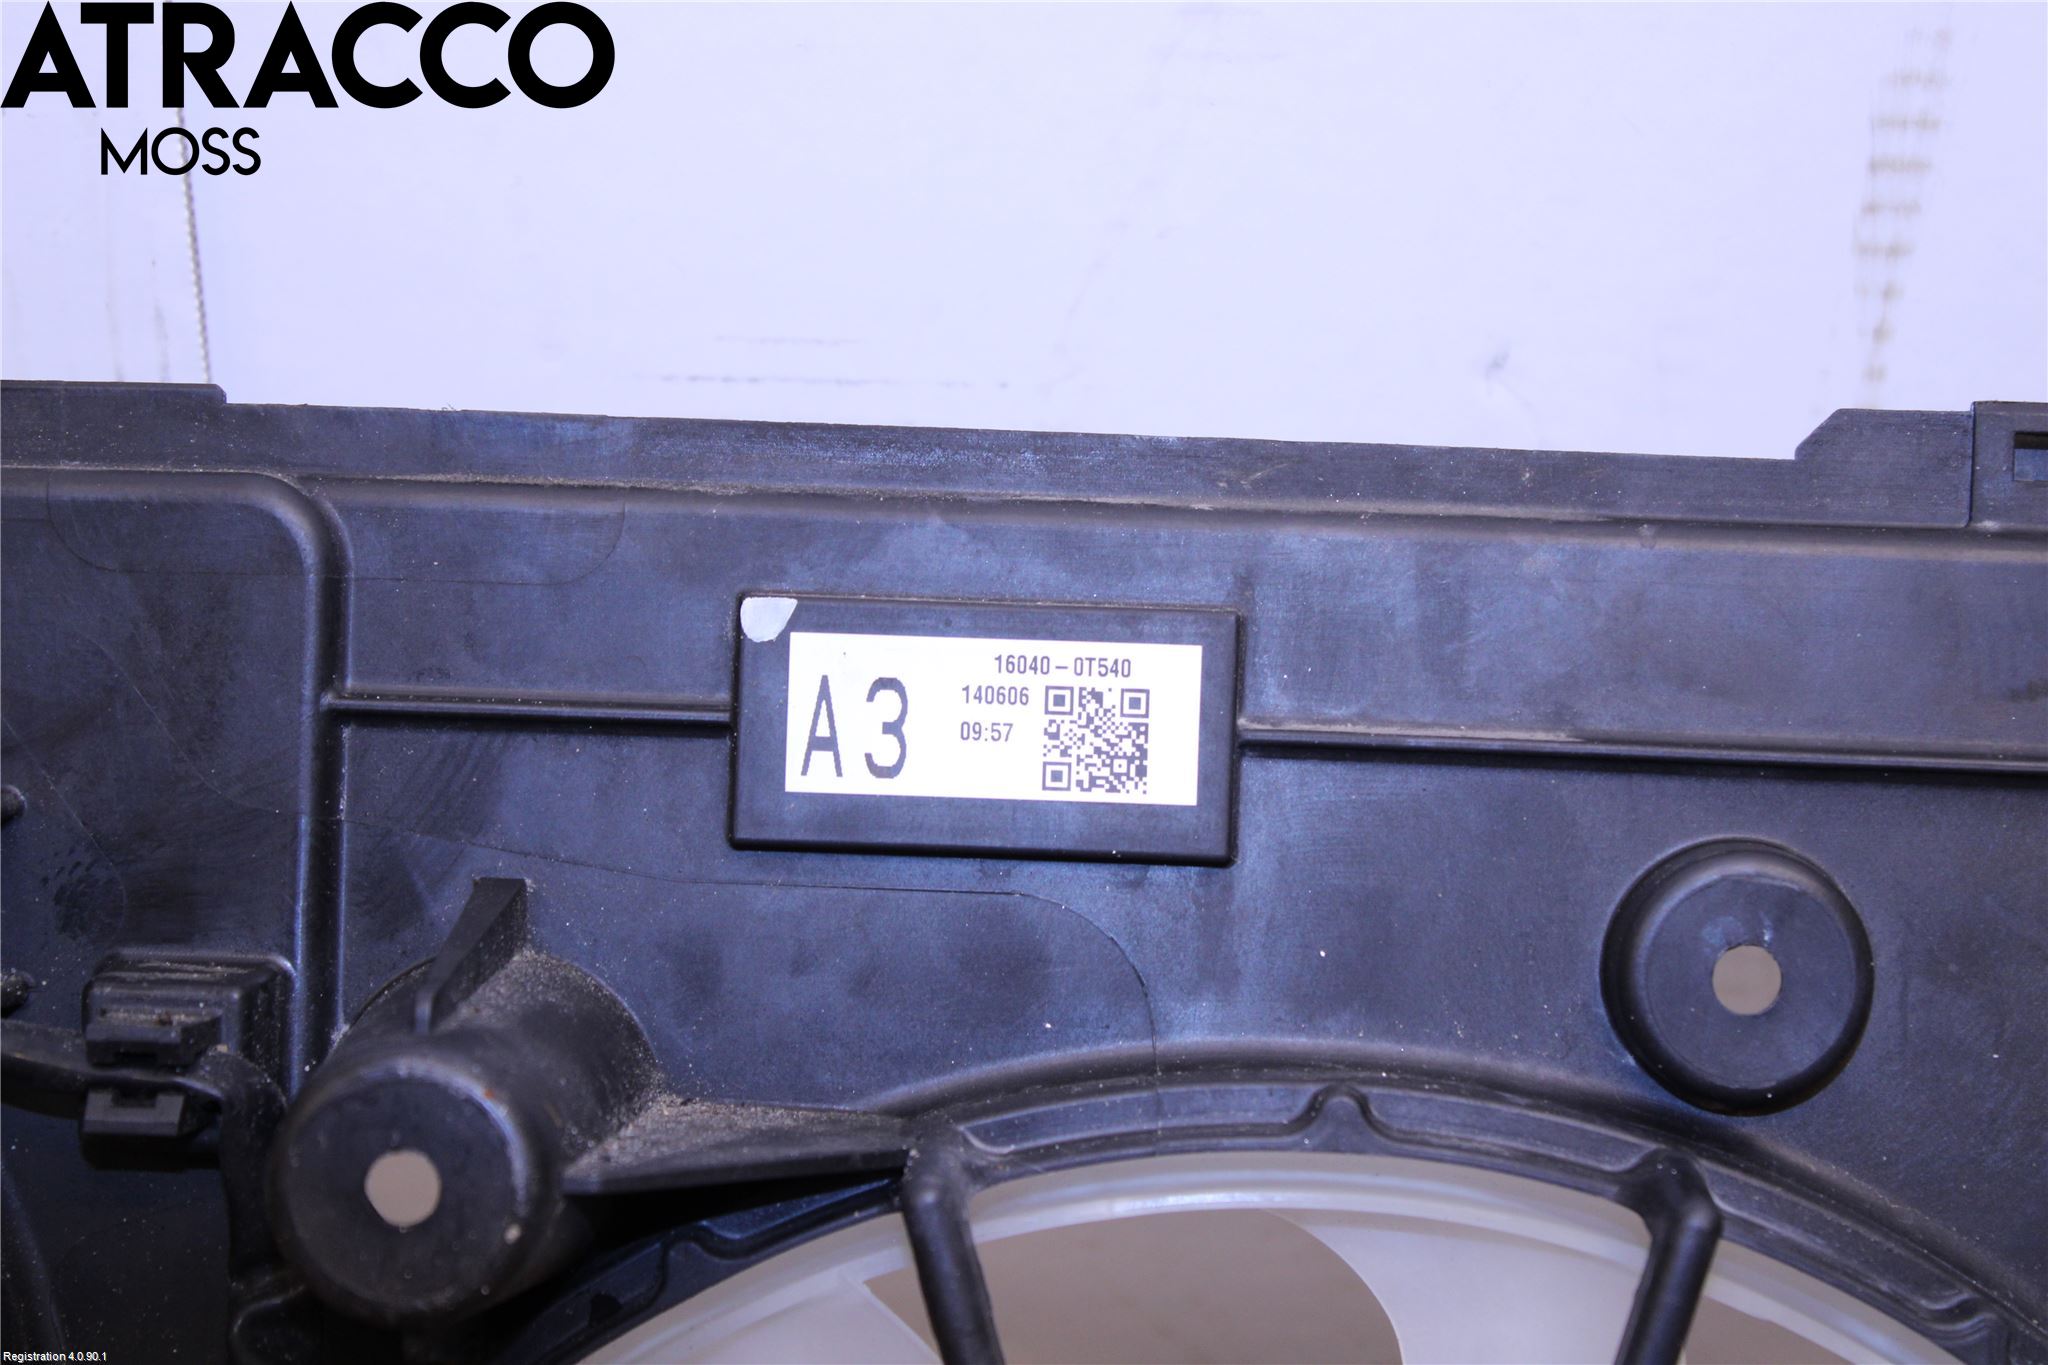 ATRACCO
MOSS
A3
16040-0T540
140606
09:57
Registration 4.0.90.1